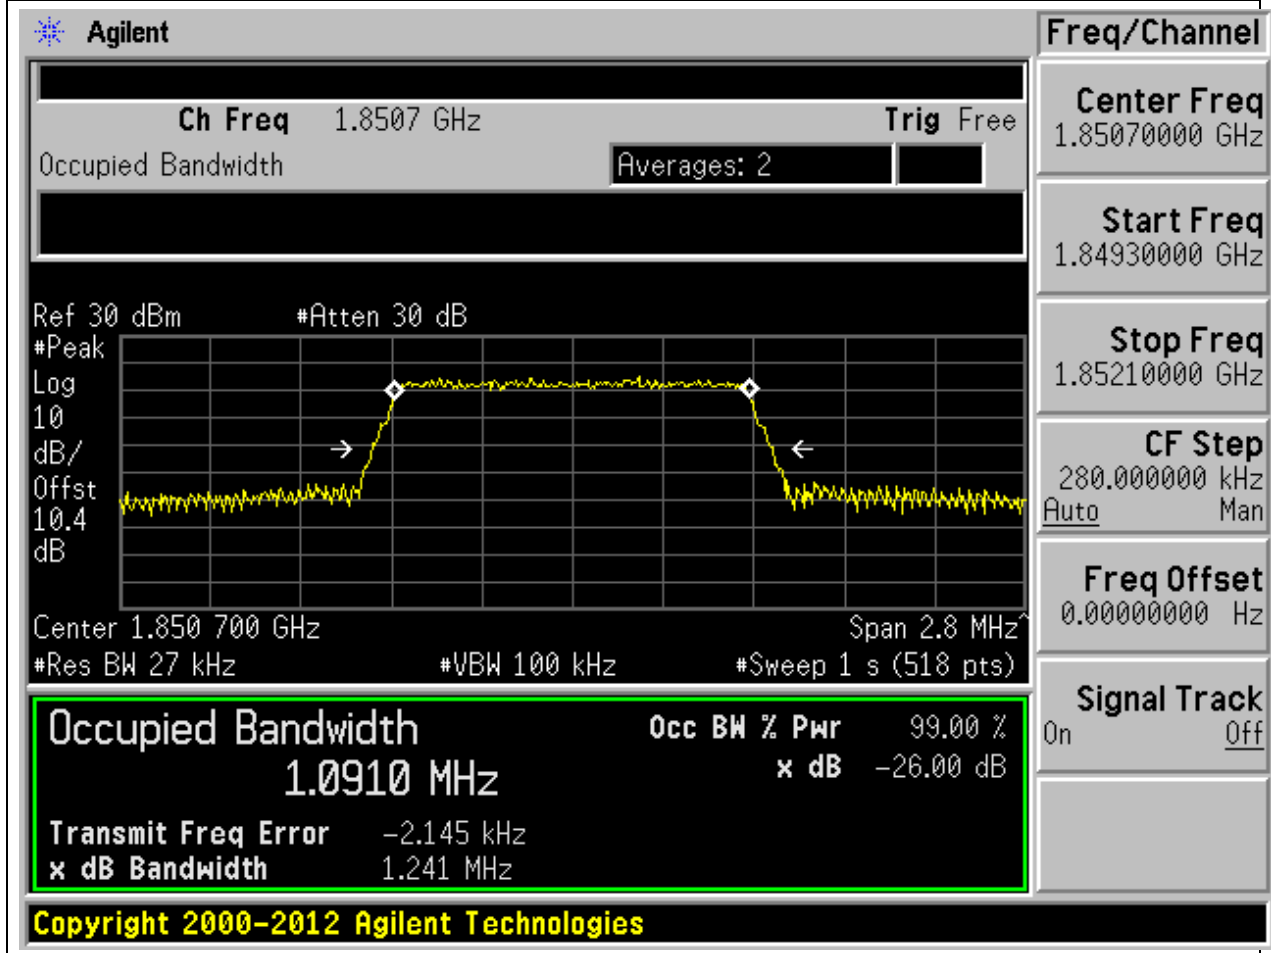 Agilent
Freq/Channel
Ch Freq 1.8507 GHz Trig Free
Occupied Bandwidth Averages: 2
Center Freq
1.85070000 GHz
Start Freq
1.84930000 GHz
Stop Freq
1.85210000 GHz
CF Step
280.000000 kHz
Auto Man
Freq Offset
0.00000000 Hz
Signal Track
On Off
Ref 30 dBm #Atten 30 dB
#Peak
Log
10
dB/
Offst
10.4
dB
Center 1.850 700 GHz Span 2.8 MHz^
#Res BW 27 kHz #VBW 100 kHz #Sweep 1 s (518 pts)
Occupied Bandwidth Occ BW % Pwr 99.00 %
1.0910 MHz x dB -26.00 dB
Transmit Freq Error -2.145 kHz
x dB Bandwidth 1.241 MHz
Copyright 2000-2012 Agilent Technologies